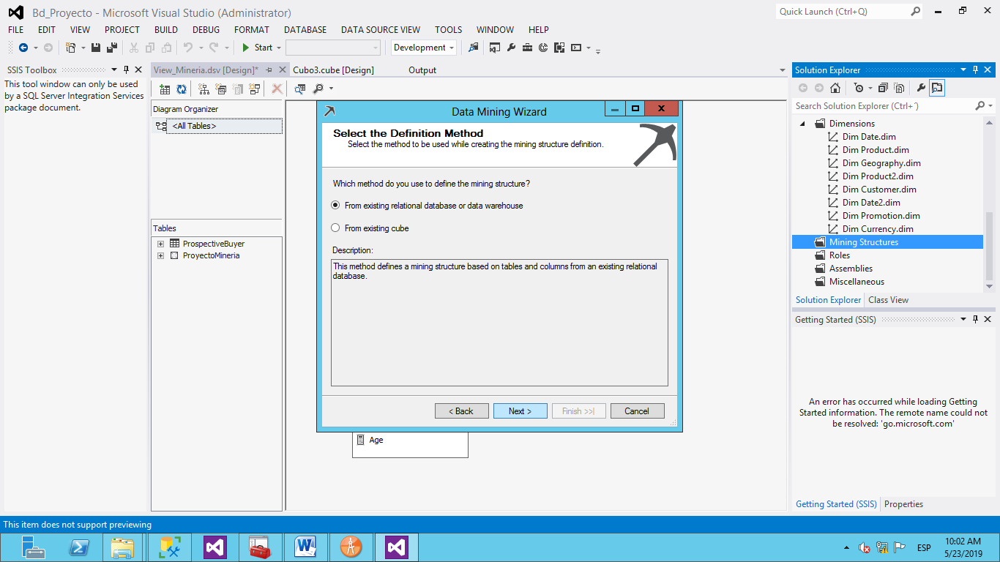 Bd_Proyecto - Microsoft Visual Studio (Administrator)
Quick Launch (Ctrl+Q)
FILE EDIT VIEW PROJECT BUILD DEBUG FORMAT DATABASE DATA SOURCE VIEW TOOLS WINDOW HELP
Start
Development
SSIS Toolbox
This tool window can only be used
by a SQL Server Integration Services
package document.
View_Mineria.dsv [Design]*
Cubo3.cube [Design]
Output
Diagram Organizer
<All Tables>
Tables
ProspectiveBuyer
ProyectoMineria
Data Mining Wizard
Select the Definition Method
Select the method to be used while creating the mining structure definition.
Which method do you use to define the mining structure?
From existing relational database or data warehouse
From existing cube
Description:
This method defines a mining structure based on tables and columns from an existing relational
database.
< Back
Next >
Finish >>|
Cancel
Age
Solution Explorer
Search Solution Explorer (Ctrl+´)
Dimensions
Dim Date.dim
Dim Product.dim
Dim Geography.dim
Dim Product2.dim
Dim Customer.dim
Dim Date2.dim
Dim Promotion.dim
Dim Currency.dim
Mining Structures
Roles
Assemblies
Miscellaneous
Solution Explorer
Class View
Getting Started (SSIS)
An error has occurred while loading Getting
Started information. The remote name could not
be resolved: 'go.microsoft.com'
Getting Started (SSIS)
Properties
This item does not support previewing
ESP
10:02 AM
5/23/2019